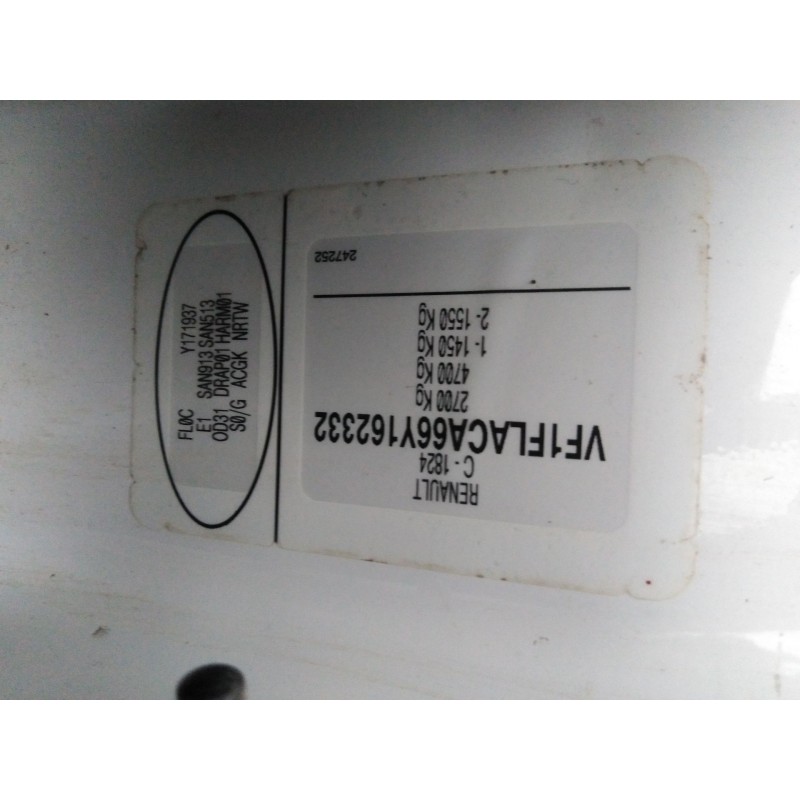 RENAULT
C - 1824
VF1FLACA66Y162332
2700 Kg
4700 Kg
1- 1450 Kg
2- 1550 Kg
247252
FL0C Y171937
E1 SAN913 SAN513
OD31 DRAP01 HARM01
S0/G ACGK NRTW